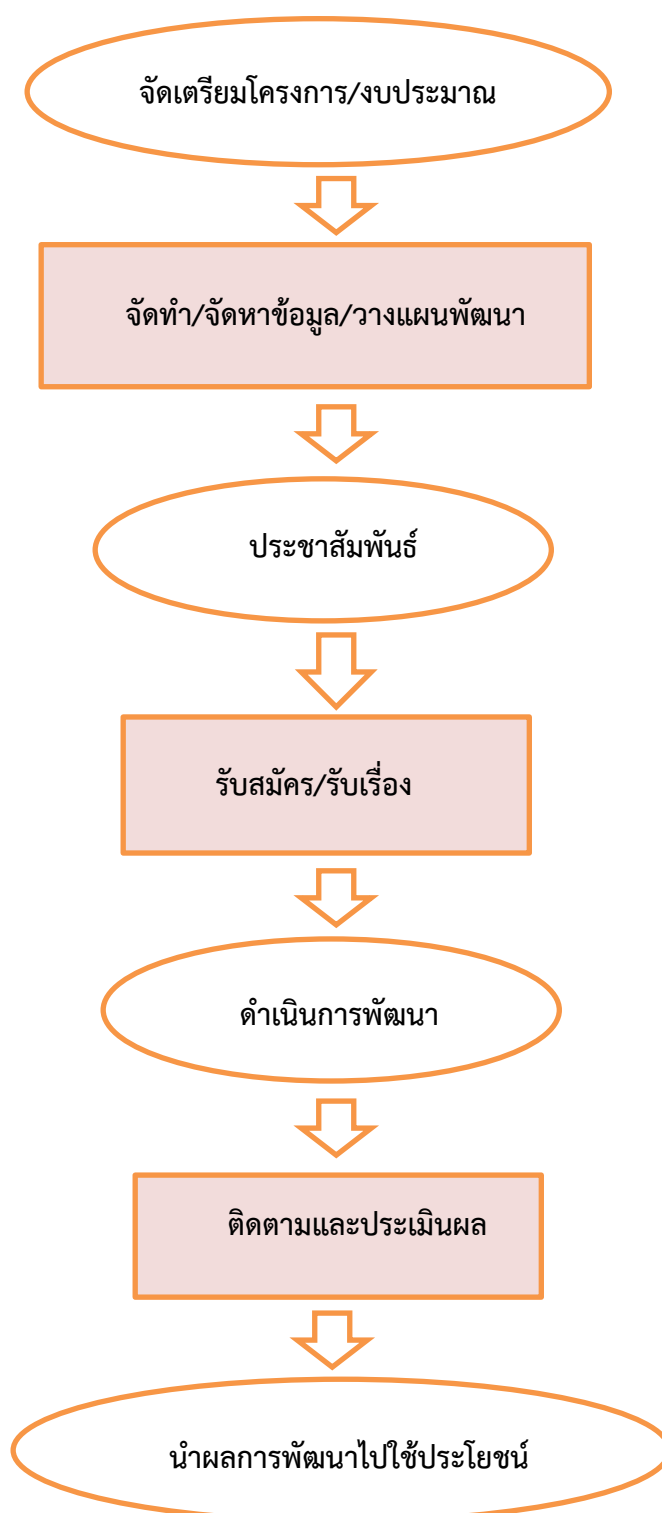 จัดเตรียมโครงการ/งบประมาณ
จัดทำ/จัดหาข้อมูล/วางแผนพัฒนา
ประชาสัมพันธ์
รับสมัคร/รับเรื่อง
ดำเนินการพัฒนา
ติดตามและประเมินผล
นำผลการพัฒนาไปใช้ประโยชน์